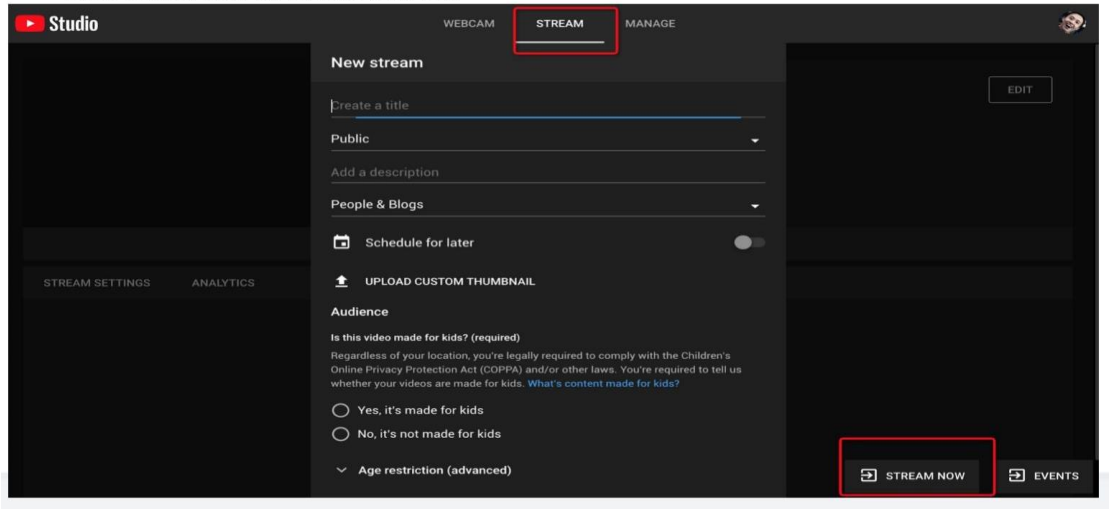 Studio
WEBCAM STREAM MANAGE
New stream
EDIT
Create a title
Public
Add a description
People & Blogs
Schedule for later
STREAM SETTINGS ANALYTICS
UPLOAD CUSTOM THUMBNAIL
Audience
Is this video made for kids? (required)
Regardless of your location, you're legally required to comply with the Children's
Online Privacy Protection Act (COPPA) and/or other laws. You're required to tell us
whether your videos are made for kids. What's content made for kids?
Yes, it's made for kids
No, it's not made for kids
Age restriction (advanced)
STREAM NOW EVENTS